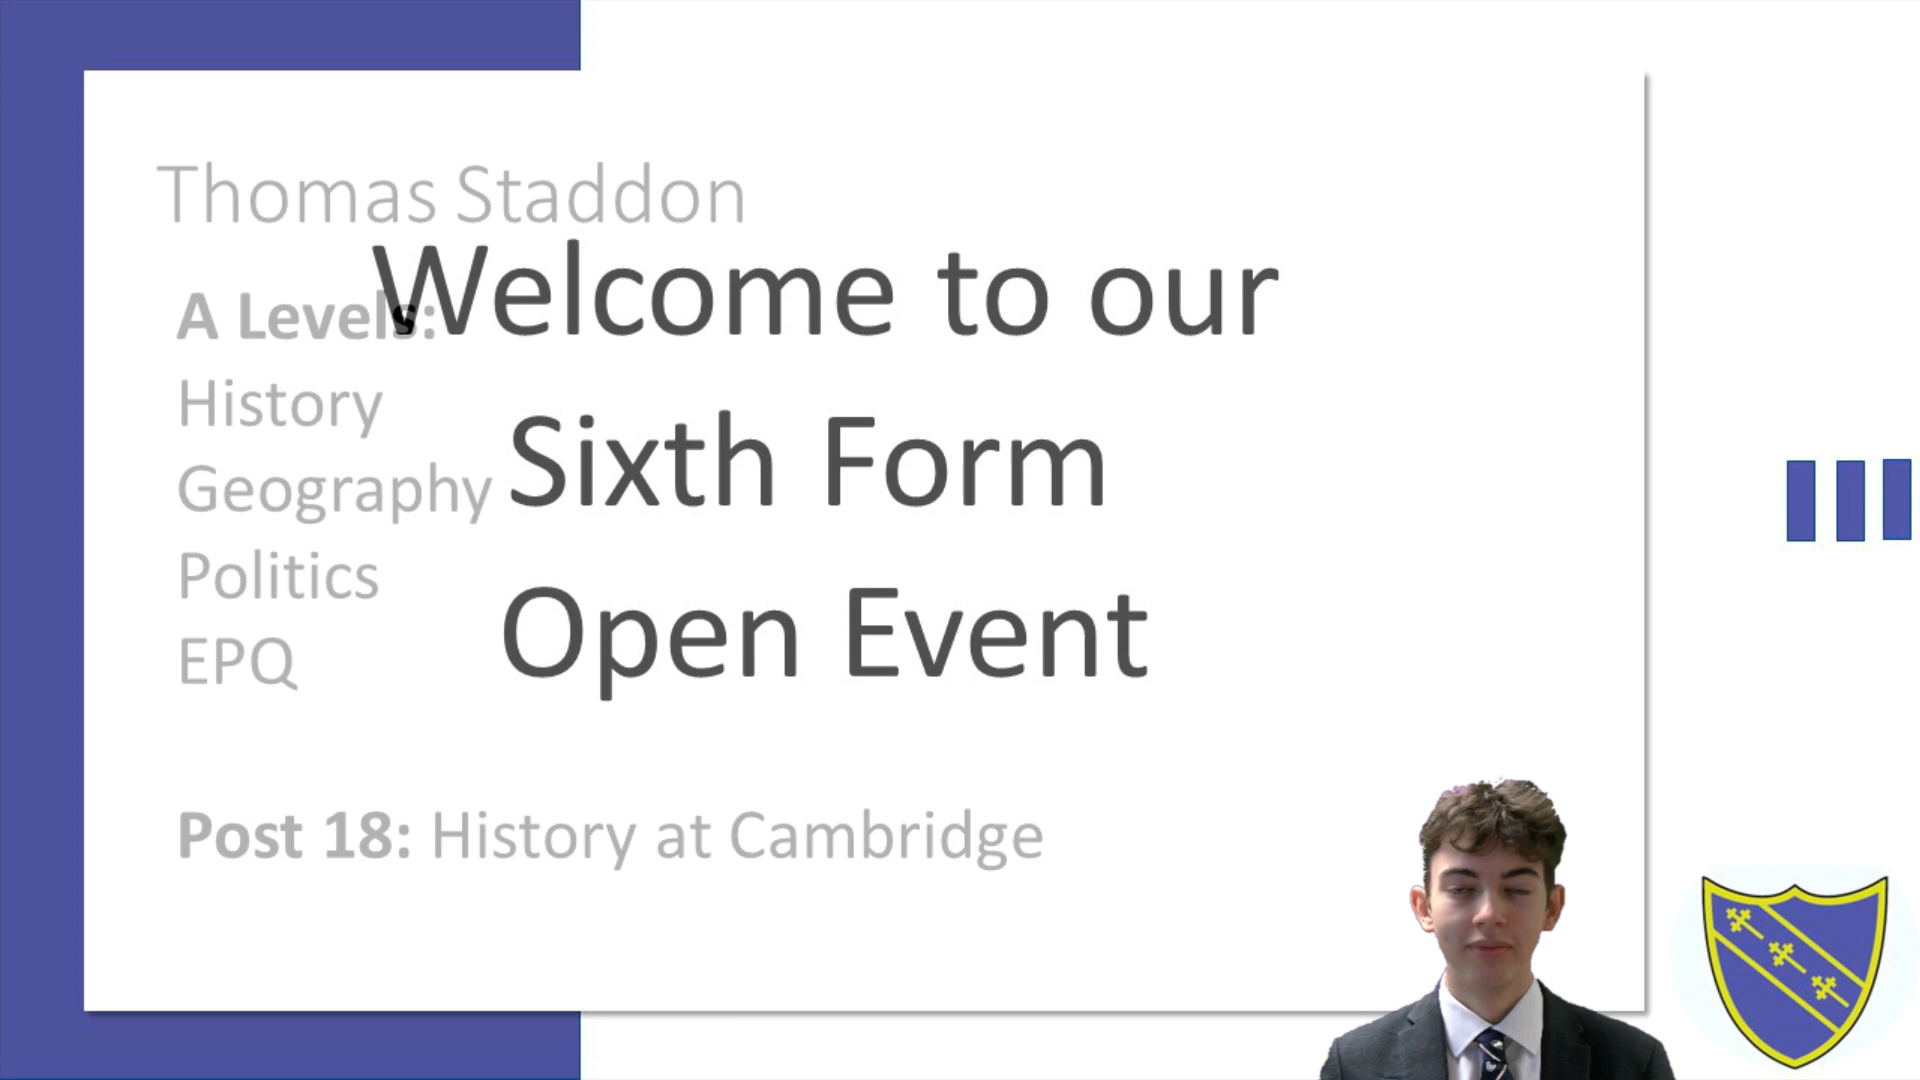 Thomas Staddon
Welcome to our
A Levels:
History
Sixth Form
Geography
Politics
Open Event
EPQ
Post 18: History at Cambridge